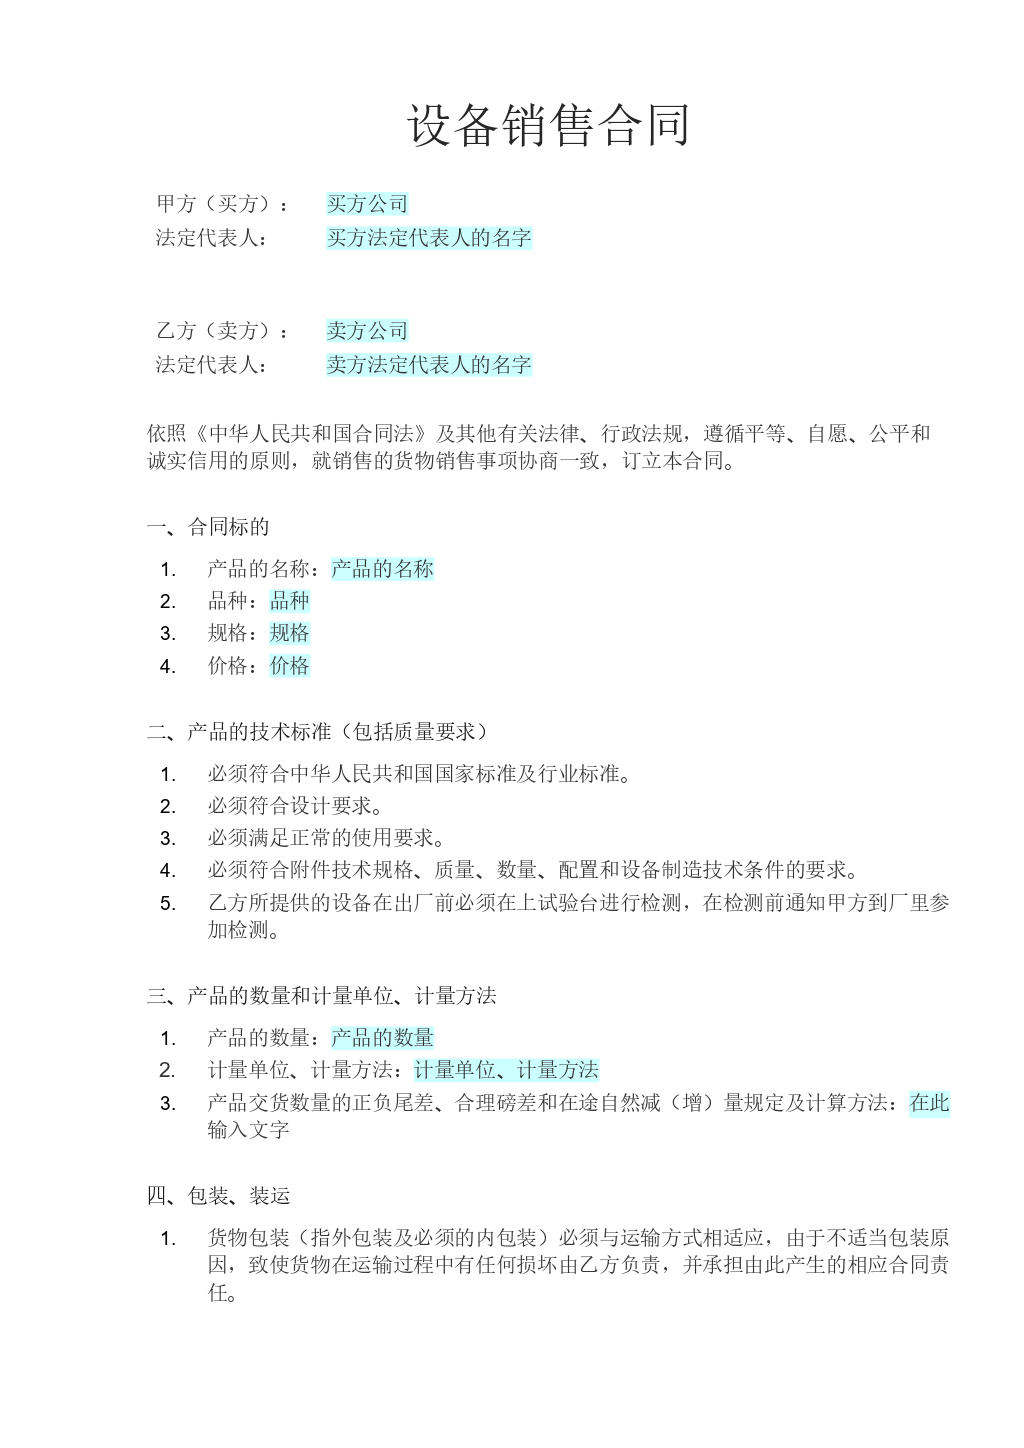 设备销售合同
甲方（买方）： 买方公司
法定代表人： 买方法定代表人的名字
乙方（卖方）： 卖方公司
法定代表人： 卖方法定代表人的名字
依照《中华人民共和国合同法》及其他有关法律、行政法规，遵循平等、自愿、公平和
诚实信用的原则，就销售的货物销售事项协商一致，订立本合同。
一、合同标的
1. 产品的名称：产品的名称
2. 品种：品种
3. 规格：规格
4. 价格：价格
二、产品的技术标准（包括质量要求）
1. 必须符合中华人民共和国国家标准及行业标准。
2. 必须符合设计要求。
3. 必须满足正常的使用要求。
4. 必须符合附件技术规格、质量、数量、配置和设备制造技术条件的要求。
5. 乙方所提供的设备在出厂前必须在上试验台进行检测，在检测前通知甲方到厂里参
加检测。
三、产品的数量和计量单位、计量方法
1. 产品的数量：产品的数量
2. 计量单位、计量方法：计量单位、计量方法
3. 产品交货数量的正负尾差、合理磅差和在途自然减（增）量规定及计算方法：在此
输入文字
四、包装、装运
1. 货物包装（指外包装及必须的内包装）必须与运输方式相适应，由于不适当包装原
因，致使货物在运输过程中有任何损坏由乙方负责，并承担由此产生的相应合同责
任。